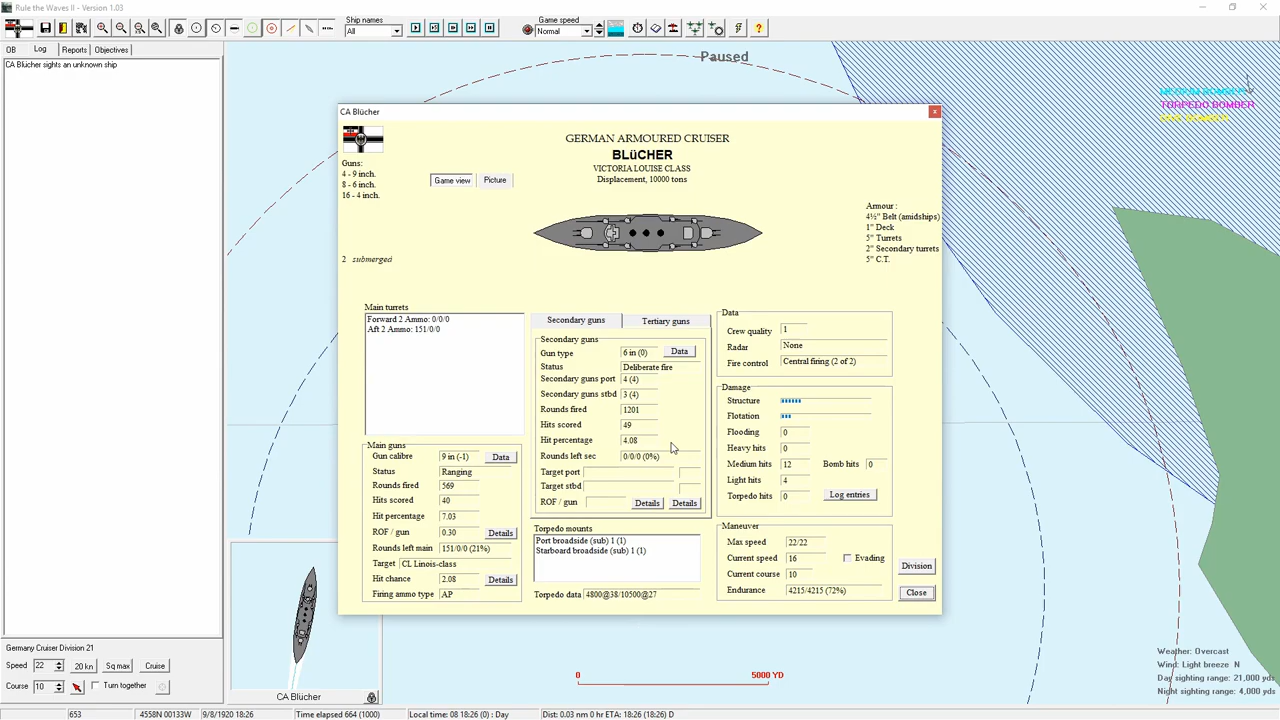 Rule the Waves II - Version 1.03
Ship names
All
Game speed
Normal
OB
Log
Reports
Objectives
CA Blücher sights an unknown ship
Paused
TORPEDO BOMBER
CA Blücher
x
GERMAN ARMOURED CRUISER
BLüCHER
VICTORIA LOUISE CLASS
Displacement, 10000 tons
Guns:
4 - 9 inch.
8 - 6 inch.
16 - 4 inch.
Game view
Picture
Armour :
4½" Belt (amidships)
1" Deck
5" Turrets
2" Secondary turrets
5" C.T.
2 submerged
Main turrets
Forward 2 Ammo: 0/0/0
Aft 2 Ammo: 151/0/0
Main guns
Gun calibre 9 in (-1) Data
Status Ranging
Rounds fired 569
Hits scored 40
Hit percentage 7.03
ROF / gun 0.30 Details
Rounds left main 151/0/0 (21%)
Target CL Linois-class
Hit chance 2.08 Details
Firing ammo type AP
Secondary guns
Tertiary guns
Secondary guns
Gun type 6 in (0) Data
Status Deliberate fire
Secondary guns port 4 (4)
Secondary guns stbd 3 (4)
Rounds fired 1201
Hits scored 49
Hit percentage 4.08
Rounds left sec 0/0/0 (0%)
Target port
Target stbd
ROF / gun Details Details
Torpedo mounts
Port broadside (sub) 1 (1)
Starboard broadside (sub) 1 (1)
Torpedo data 4800@38/10500@27
Data
Crew quality 1
Radar None
Fire control Central firing (2 of 2)
Damage
Structure
Flotation
Flooding 0
Heavy hits 0
Medium hits 12 Bomb hits 0
Light hits 4
Torpedo hits 0 Log entries
Maneuver
Max speed 22/22
Current speed 16 Evading
Current course 10
Endurance 4215/4215 (72%)
Division
Close
Germany Cruiser Division 21
Speed 22 20 kn Sq max Cruise
Course 10 Turn together
CA Blücher
0 5000 YD
Weather: Overcast
Wind: Light breeze N
Day sighting range: 21,000 yds
Night sighting range: 4,000 yds
653 4558N 00133W 9/8/1920 18:26 Time elapsed 664 (1000) Local time: 08 18:26 (0) : Day Dist: 0.03 nm 0 hr ETA: 18:26 (18:26) D